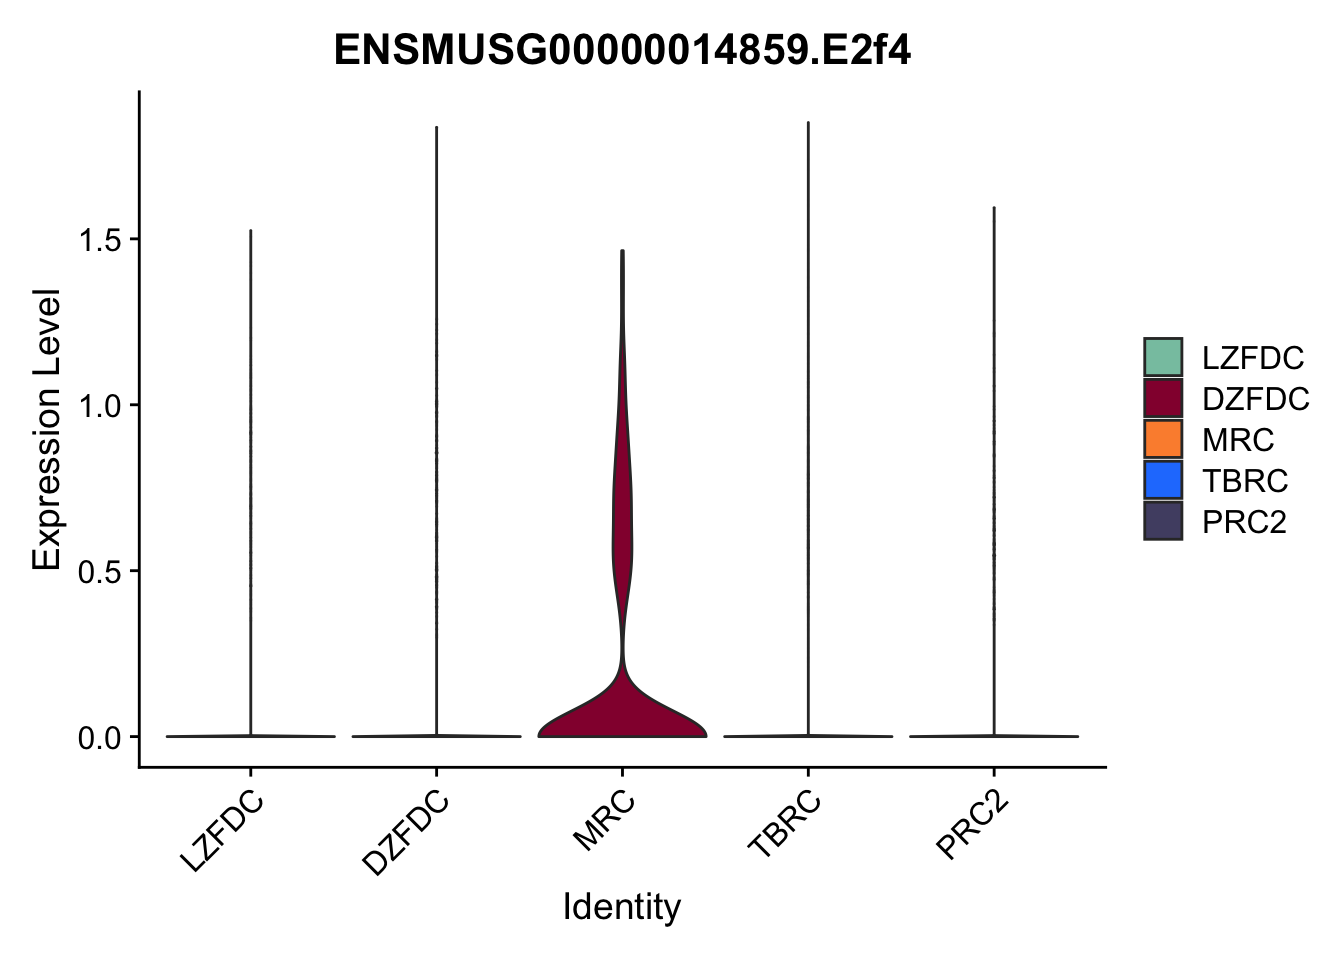 ENSMUSG00000014859.E2f4
Expression Level
1.5
1.0
0.5
0.0
LZFDC
DZFDC
MRC
TBRC
PRC2
Identity
LZFDC
DZFDC
MRC
TBRC
PRC2